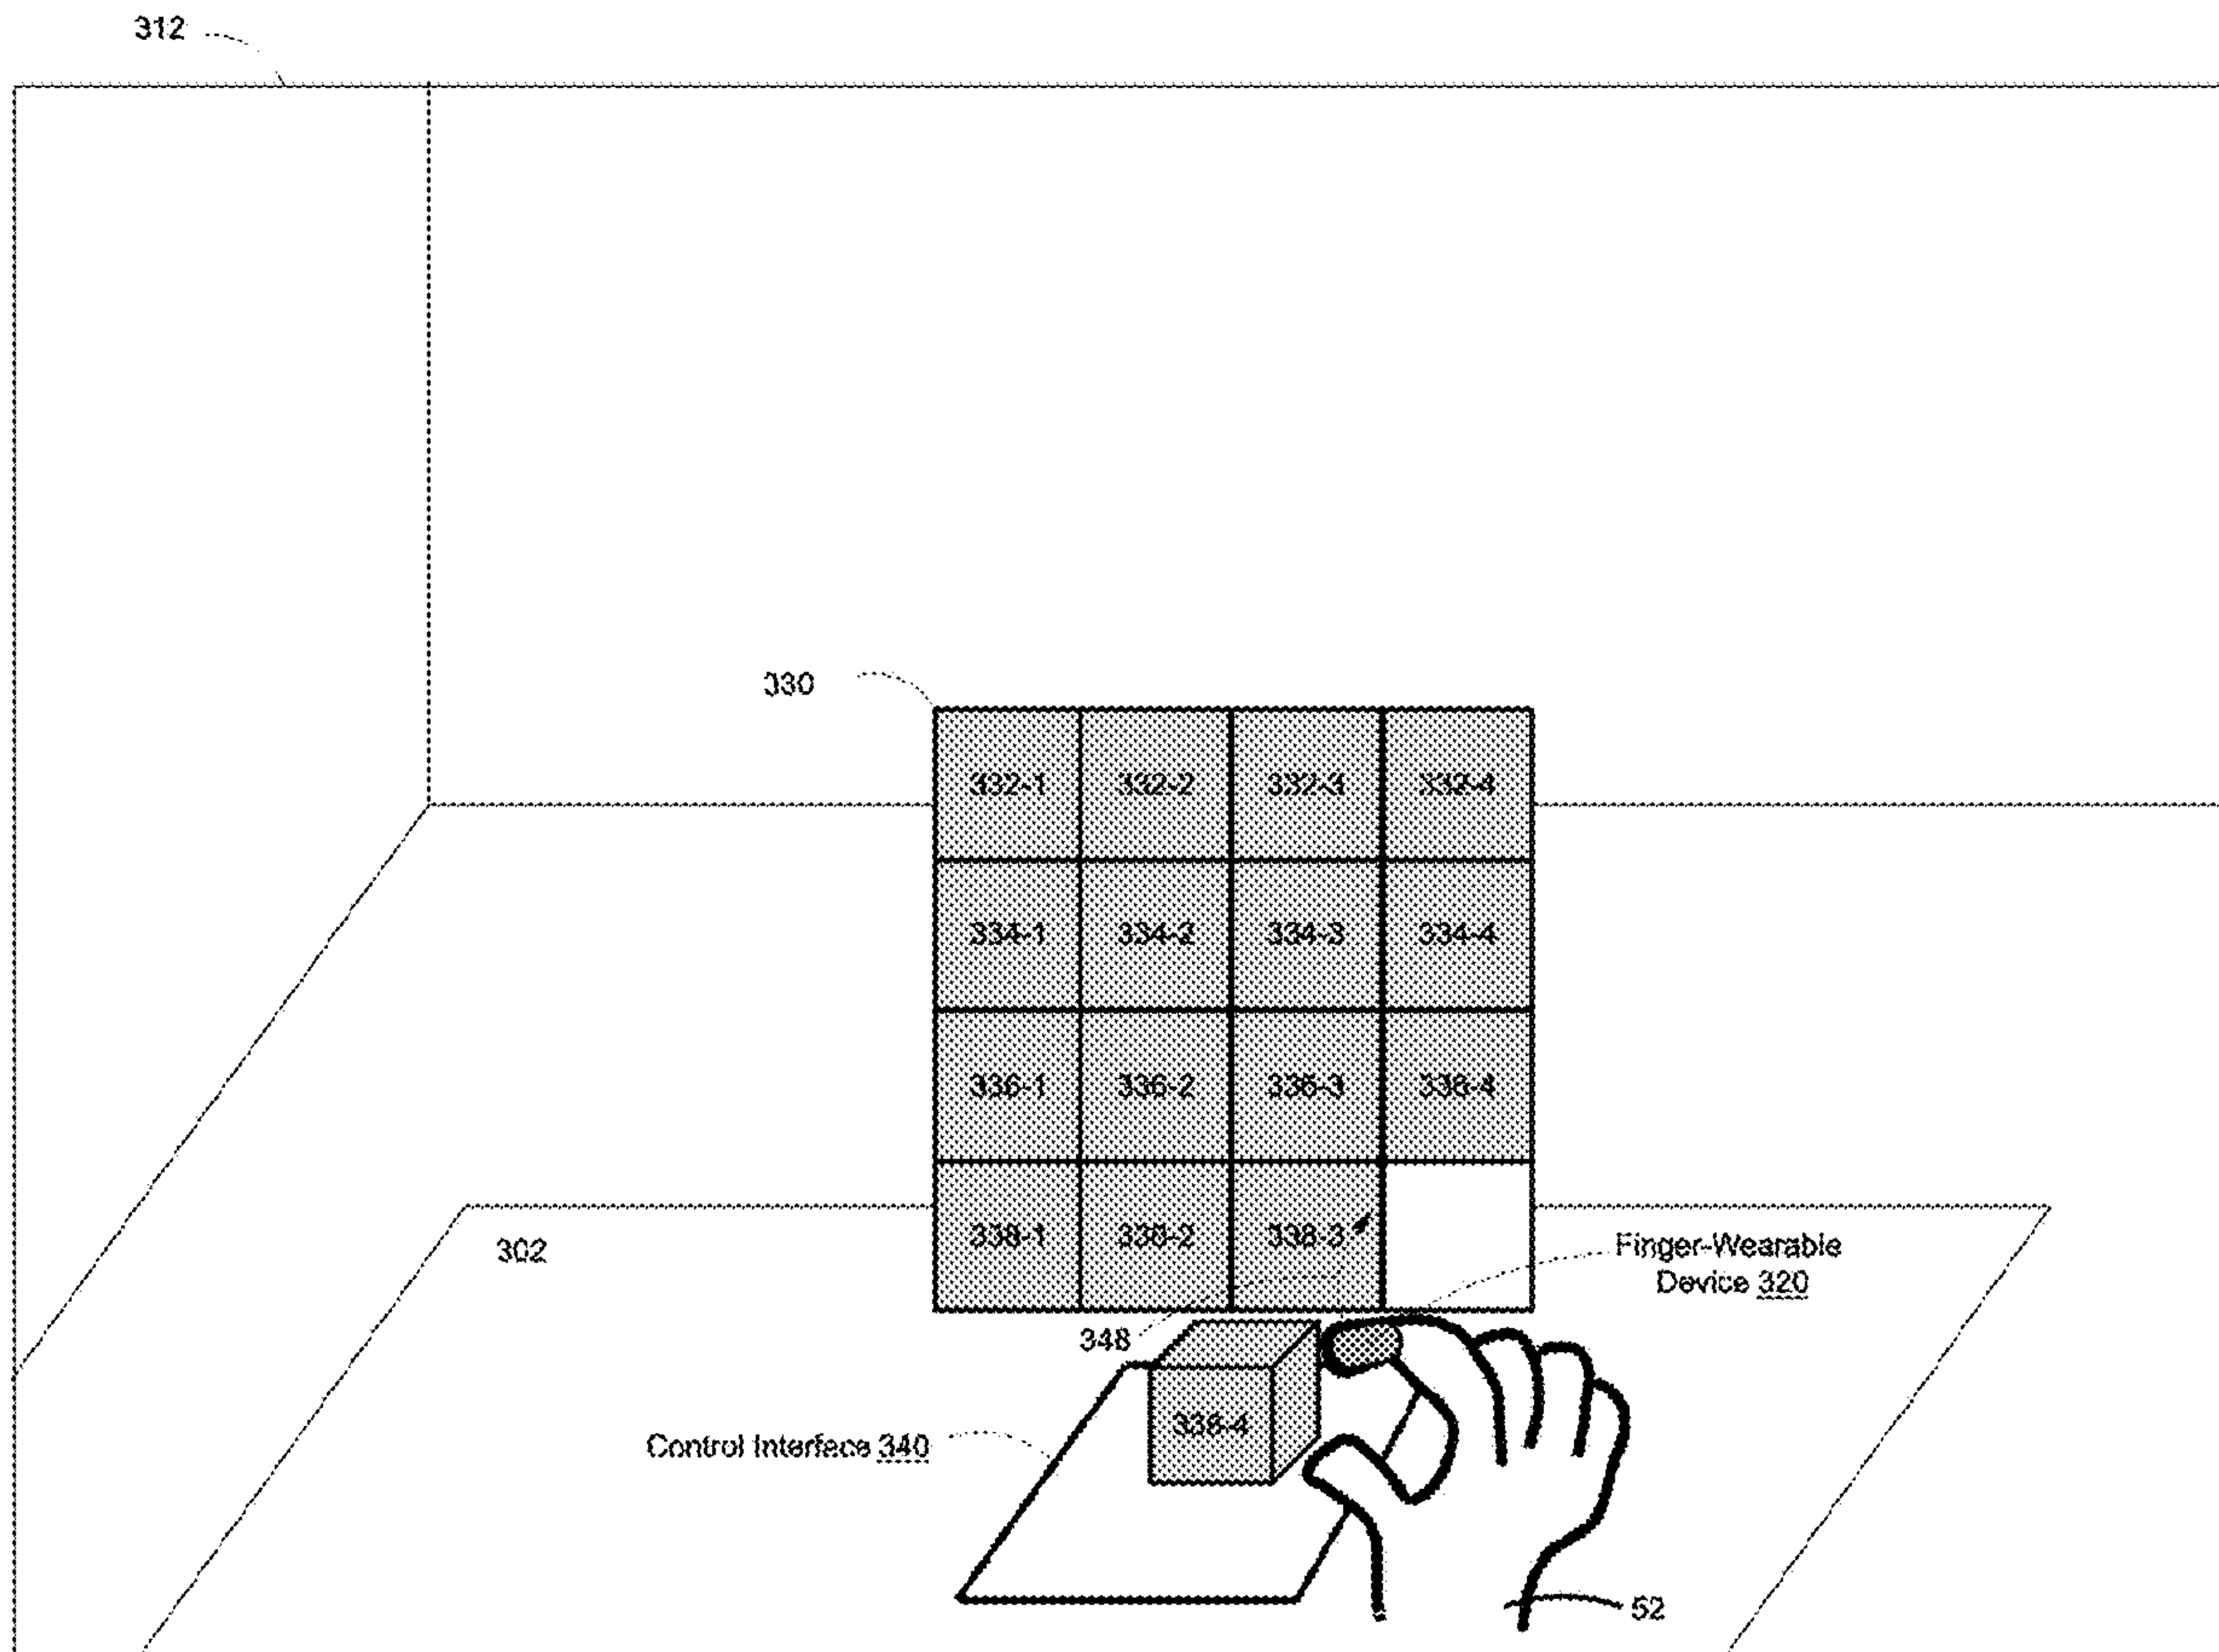 312
330
332-1 332-2 332-3 332-4
334-1 334-2 334-3 334-4
336-1 336-2 336-3 336-4
338-1 338-2 338-3
302
Finger-Wearable
Device 320
348
338-4
Control Interface 340
52